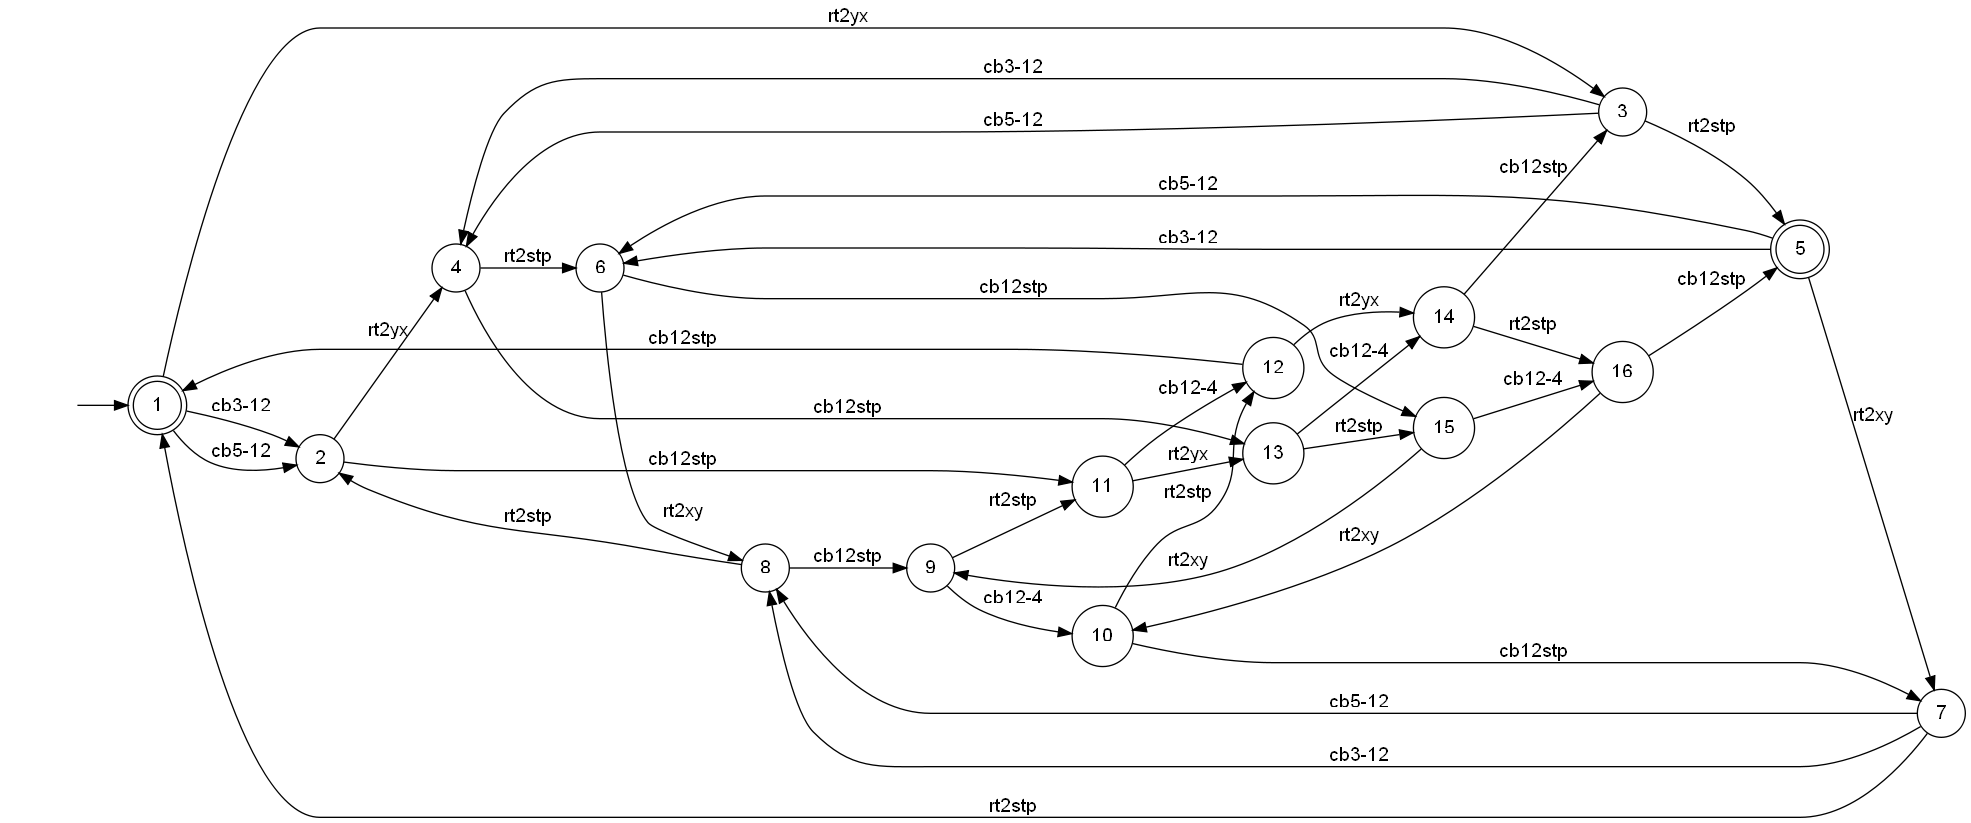 rt2yx
cb3-12
3
cb5-12
rt2stp
cb12stp
cb5-12
cb3-12
5
4
rt2stp
6
cb12stp
cb12stp
rt2yx
14
rt2stp
rt2yx
cb12stp
12
cb12-4
16
cb12-4
1
cb3-12
cb12stp
cb12-4
rt2xy
15
rt2stp
cb5-12
2
cb12stp
rt2yx
13
11
rt2stp
rt2stp
rt2stp
rt2xy
rt2xy
rt2xy
8
cb12stp
9
cb12-4
10
cb12stp
cb5-12
7
cb3-12
rt2stp